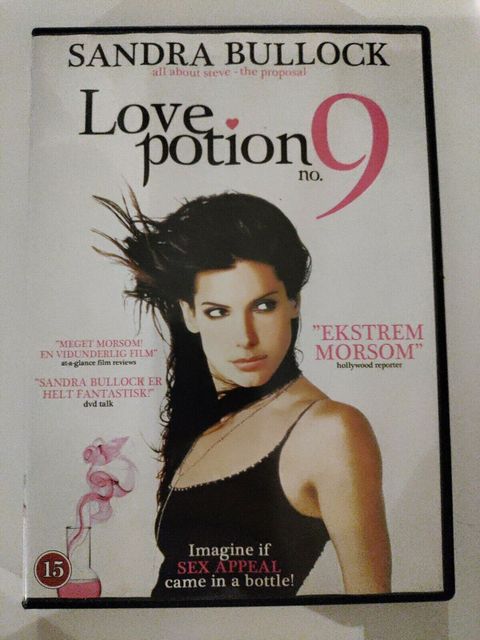 SANDRA BULLOCK
all about steve - the proposal
Love
potion
no. 9
"EKSTREM
MORSOM"
hollywood reporter
"MEGET MORSOM!
EN VIDUNDERLIG FILM"
at-a-glance film reviews
"SANDRA BULLOCK ER
HELT FANTASTISK!"
dvd talk
Imagine if
SEX APPEAL
came in a bottle!
15